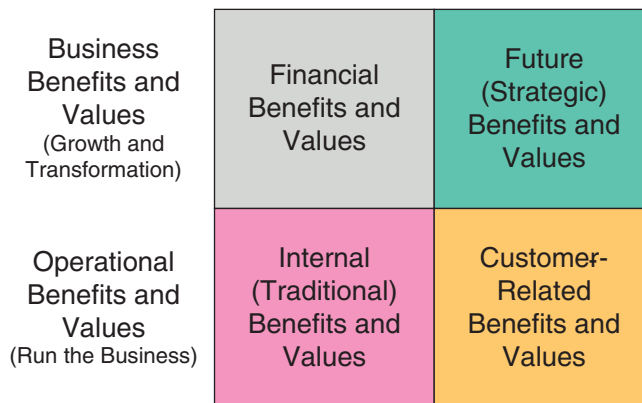 Business
Benefits and
Values
(Growth and
Transformation)
Financial
Benefits and
Values
Future
(Strategic)
Benefits and
Values
Operational
Benefits and
Values
(Run the Business)
Internal
(Traditional)
Benefits and
Values
Customer-
Related
Benefits and
Values